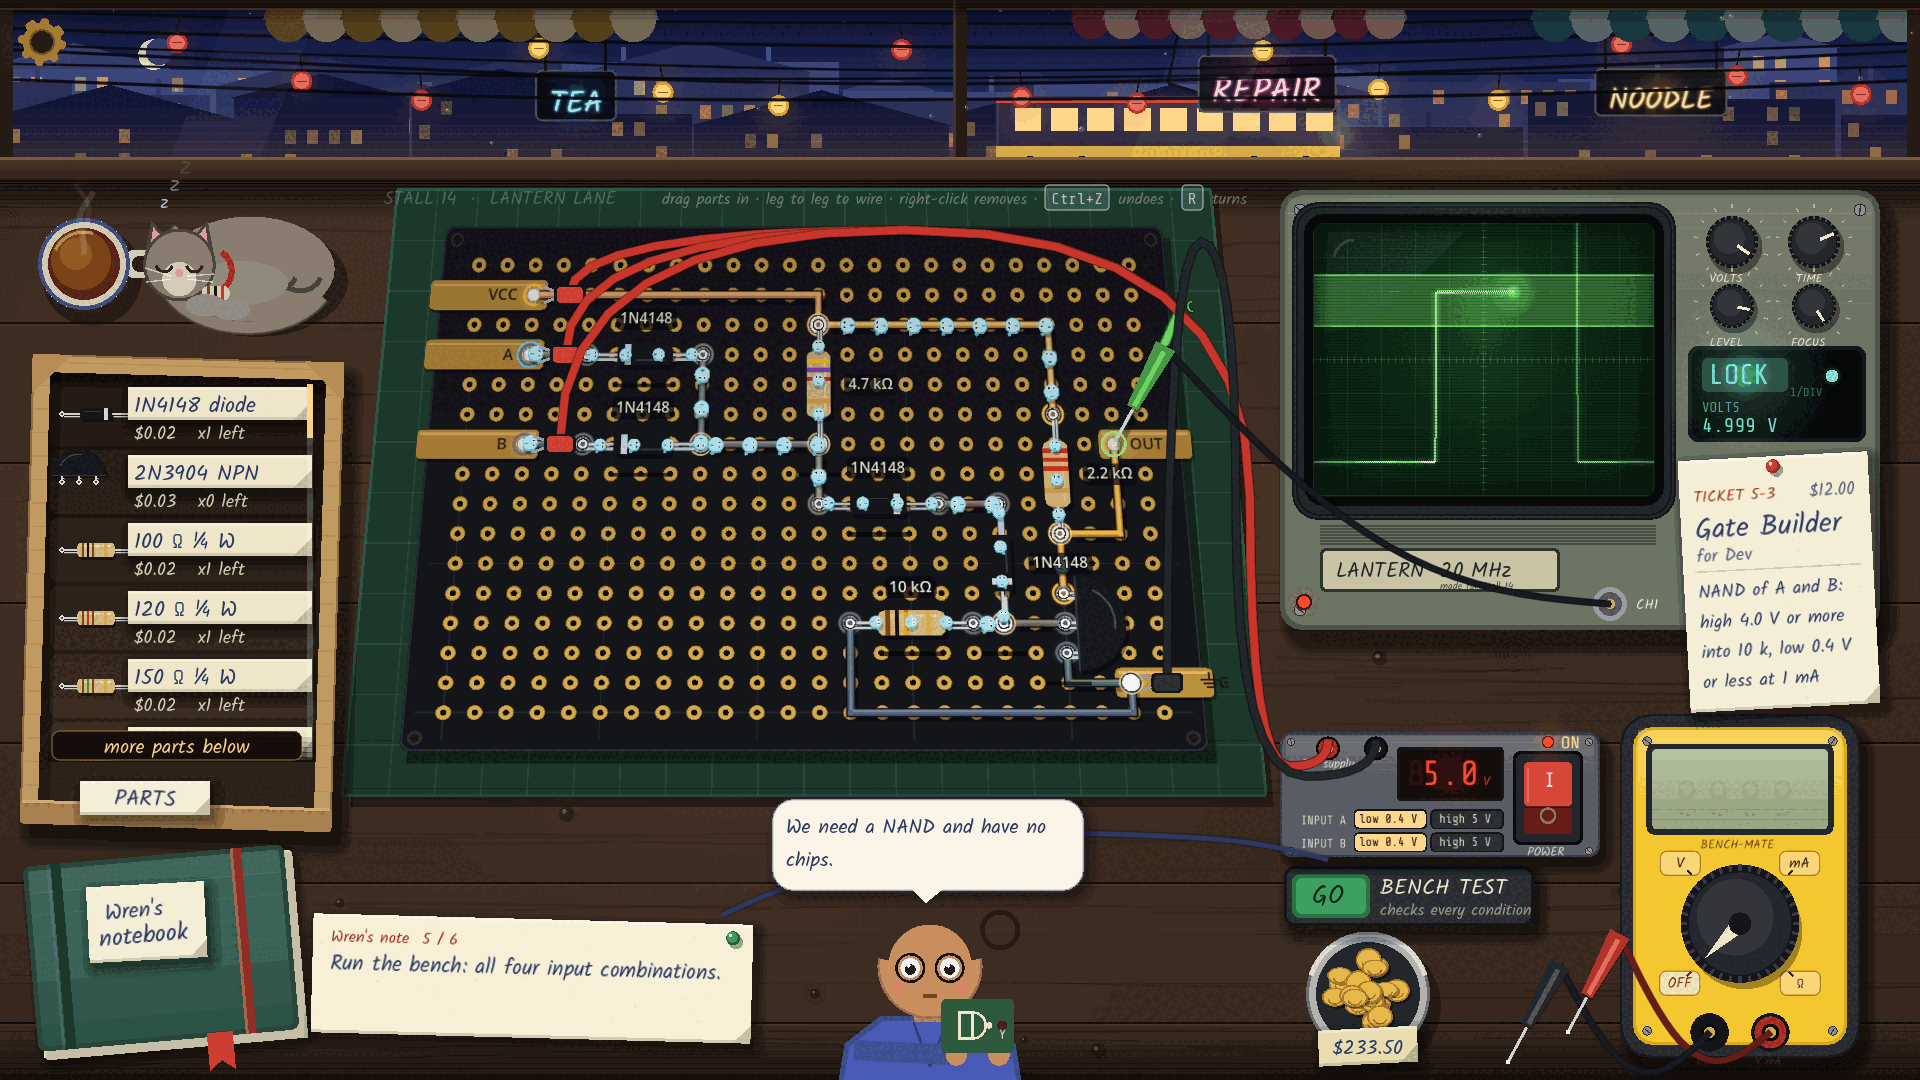 TEA
REPAIR
NOODLE
STALL 14 · LANTERN LANE
drag parts in · leg to leg to wire · right-click removes · Ctrl+Z undoes · R turns
z
z
z
VCC
A
B
OUT
G
C
1N4148
1N4148
4.7 kΩ
1N4148
2.2 kΩ
1N4148
10 kΩ
1N4148 diode
$0.02 x1 left
2N3904 NPN
$0.03 x0 left
100 Ω ¼ W
$0.02 x1 left
120 Ω ¼ W
$0.02 x1 left
150 Ω ¼ W
$0.02 x1 left
more parts below
PARTS
VOLTS
TIME
LEVEL
FOCUS
LOCK
1/DIV
VOLTS
4.999 V
LANTERN 20 MHz
CH1
TICKET 5-3 $12.00
Gate Builder
for Dev
NAND of A and B:
high 4.0 V or more
into 10 k, low 0.4 V
or less at 1 mA
supply
5.0 V
ON
I
INPUT A low 0.4 V high 5 V
INPUT B low 0.4 V high 5 V
POWER
GO
BENCH TEST
checks every condition
$233.50
BENCH-MATE
V
mA
OFF
Ω
V mA
We need a NAND and have no
chips.
Y
Wren's
notebook
Wren's note 5 / 6
Run the bench: all four input combinations.